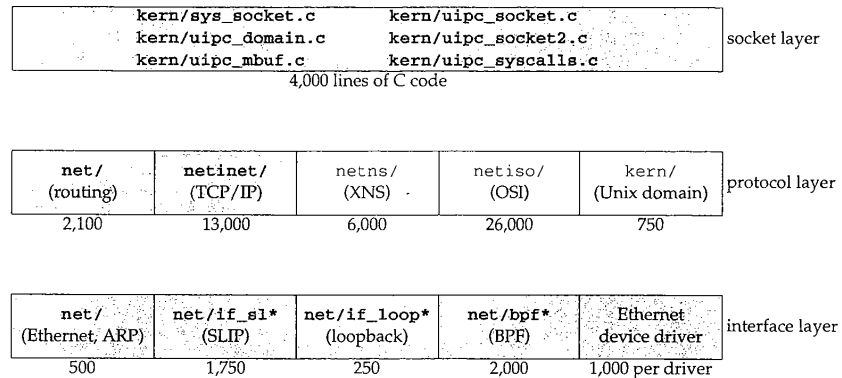 kern/sys_socket.c kern/uipc_socket.c
kern/uipc_domain.c kern/uipc_socket2.c
kern/uipc_mbuf.c kern/uipc_syscalls.c
socket layer
4,000 lines of C code
net/ netinet/ netns/ netiso/ kern/
(routing) (TCP/IP) (XNS) (OSI) (Unix domain)
protocol layer
2,100 13,000 6,000 26,000 750
net/ net/if_sl* net/if_loop* net/bpf* Ethernet
(Ethernet, ARP) (SLIP) (loopback) (BPF) device driver
interface layer
500 1,750 250 2,000 1,000 per driver